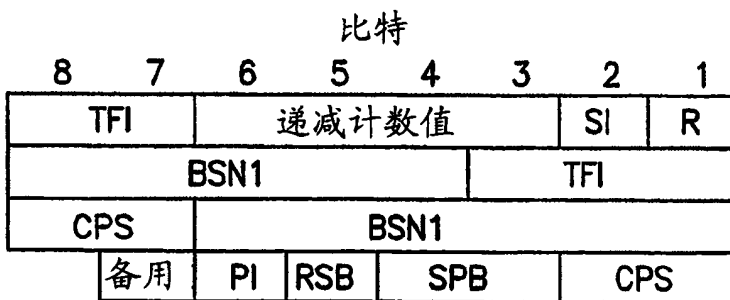 比特
8 7 6 5 4 3 2 1
TFI 递减计数值 SI R
BSN1 TFI
CPS BSN1
备用 PI RSB SPB CPS